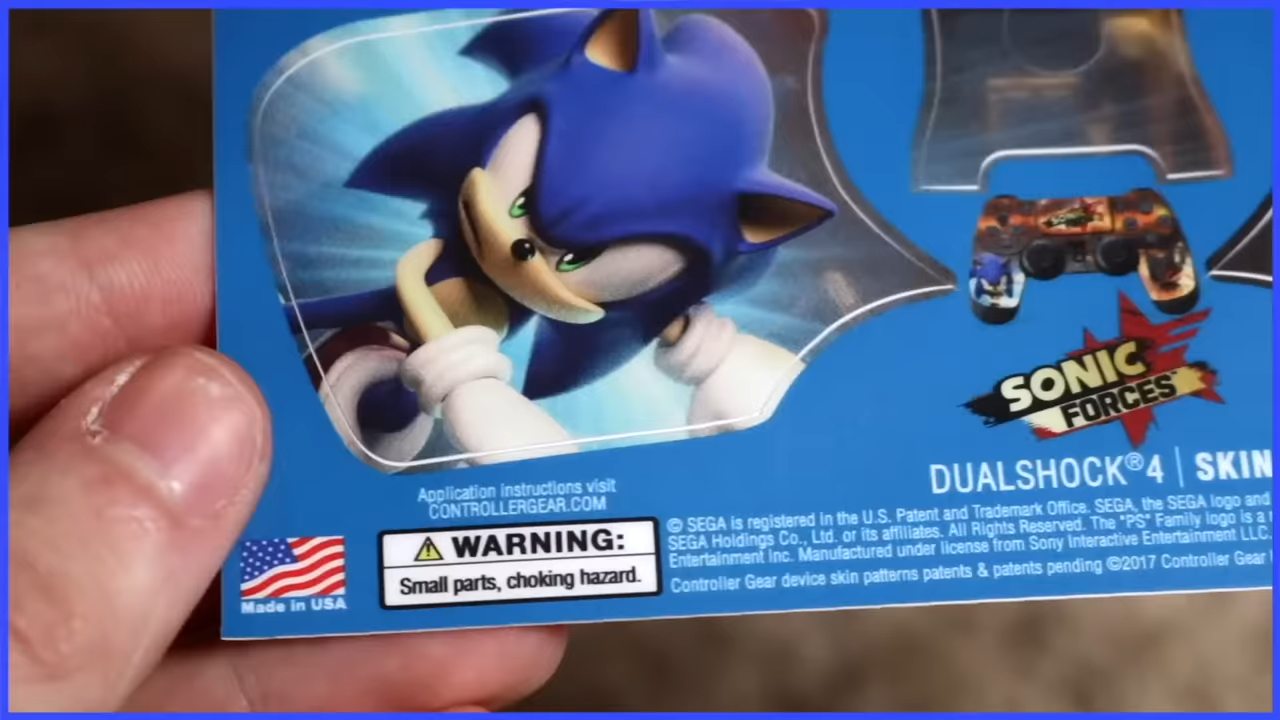 SONIC
FORCES™
DUALSHOCK®4 | SKIN
Application instructions visit
CONTROLLERGEAR.COM
WARNING:
Small parts, choking hazard.
Made in USA
© SEGA is registered in the U.S. Patent and Trademark Office. SEGA, the SEGA logo and
SEGA Holdings Co., Ltd. or its affiliates. All Rights Reserved. The "PS" Family logo is a
Entertainment Inc. Manufactured under license from Sony Interactive Entertainment LLC.
Controller Gear device skin patterns patents & patents pending ©2017 Controller Gear